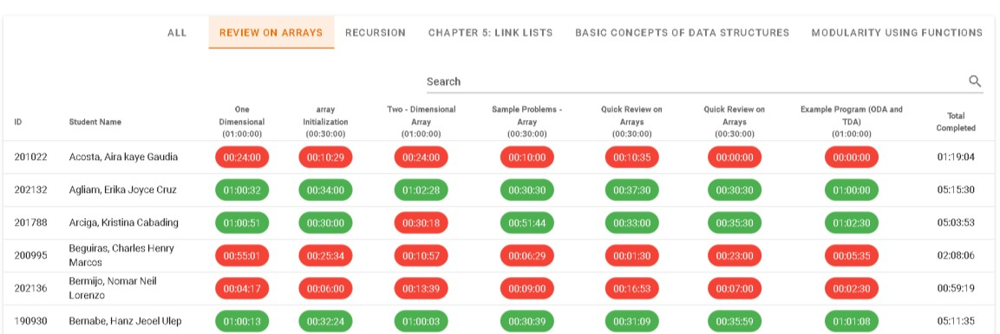 ALL REVIEW ON ARRAYS RECURSION CHAPTER 5: LINK LISTS BASIC CONCEPTS OF DATA STRUCTURES MODULARITY USING FUNCTIONS
Search
One array Two - Dimensional Sample Problems - Quick Review on Quick Review on Example Program (ODA and Total
ID Student Name Dimensional Initialization Array Array Arrays Arrays TDA) Completed
(01:00:00) (00:30:00) (01:00:00) (00:30:00) (00:30:00) (00:30:00) (01:00:00)
201022 Acosta, Aira kaye Gaudia 00:24:00 00:10:29 00:24:00 00:10:00 00:10:35 00:00:00 00:00:00 01:19:04
202132 Agliam, Erika Joyce Cruz 01:00:32 00:34:00 01:02:28 00:30:30 00:37:30 00:30:30 01:00:00 05:15:30
201788 Arciga, Kristina Cabading 01:00:51 00:30:00 00:30:18 00:51:44 00:33:00 00:35:30 01:02:30 05:03:53
200995 Beguiras, Charles Henry 00:55:01 00:25:34 00:10:57 00:06:29 00:01:30 00:23:00 00:05:35 02:08:06
Marcos
202136 Bermijo, Nomar Neil 00:04:17 00:06:00 00:13:39 00:09:00 00:16:53 00:07:00 00:02:30 00:59:19
Lorenzo
190930 Bernabe, Hanz Jecel Ulep 01:00:13 00:32:24 01:00:03 00:30:39 00:31:09 00:35:59 01:01:08 05:11:35